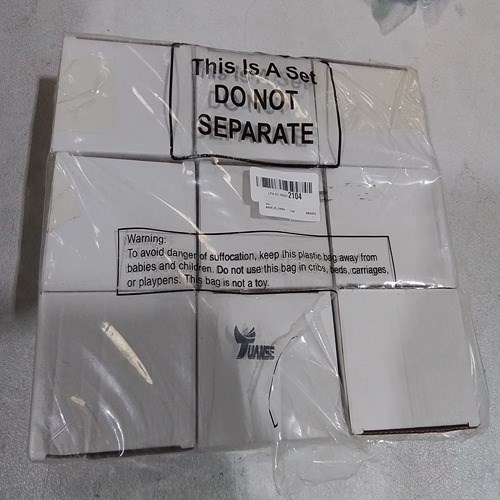 This Is A Set
DO NOT
SEPARATE
2104
Warning:
To avoid danger of suffocation, keep this plastic bag away from
babies and children. Do not use this bag in cribs, beds, carriages,
or playpens. This bag is not a toy.
YUANSE